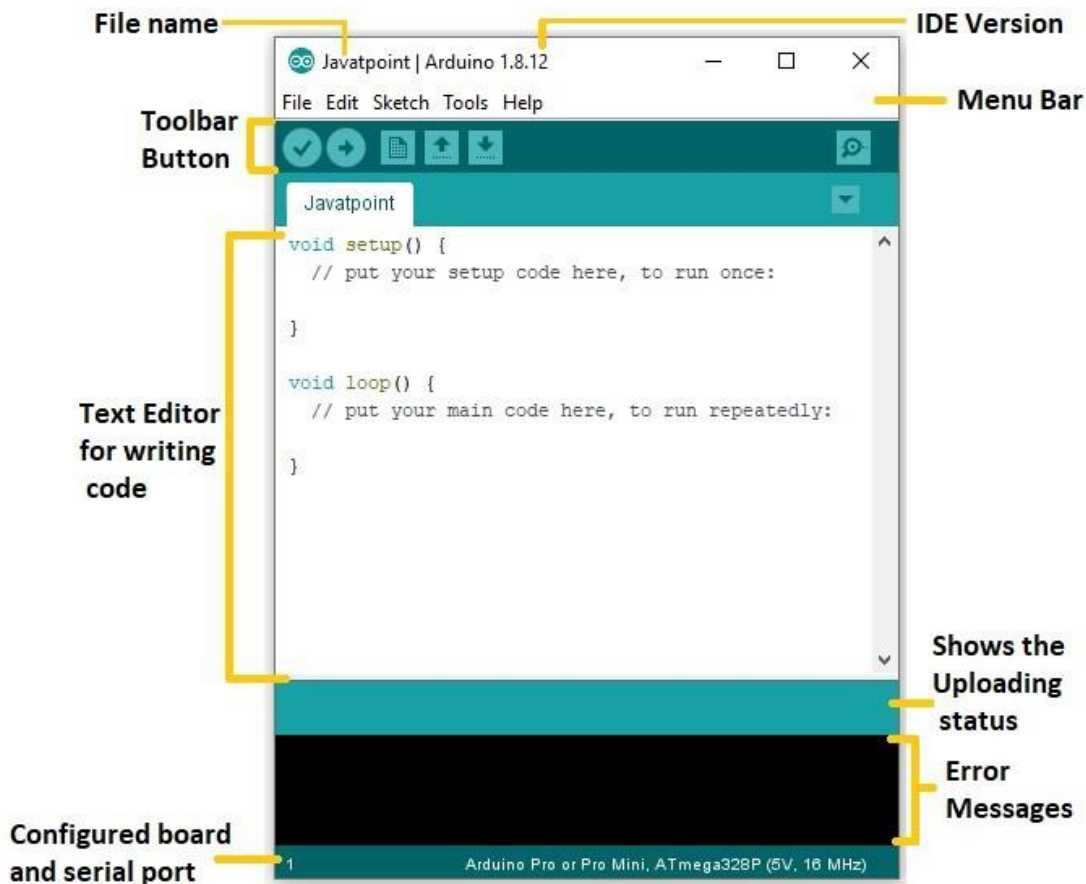 File name
IDE Version
Javatpoint | Arduino 1.8.12
File Edit Sketch Tools Help
Menu Bar
Toolbar
Button
Javatpoint
void setup() {
// put your setup code here, to run once:
}
void loop() {
// put your main code here, to run repeatedly:
}
Text Editor
for writing
code
Shows the
Uploading
status
Error
Messages
Configured board
and serial port
1
Arduino Pro or Pro Mini, ATmega328P (5V, 16 MHz)